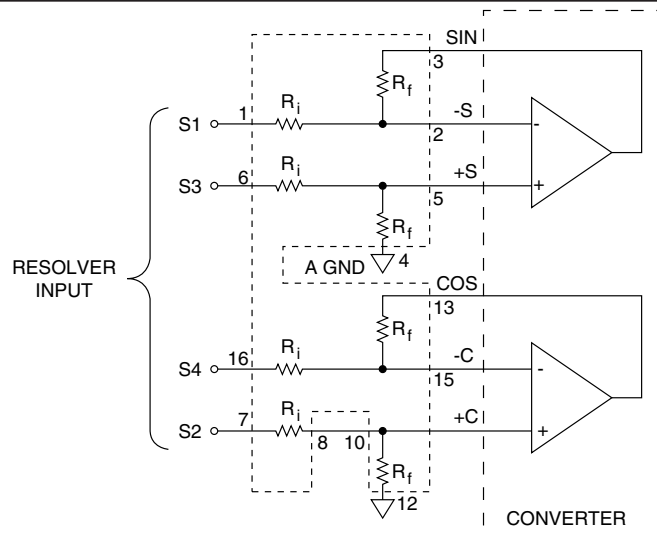 SIN
3
Rf
S1 1 Ri -S
2 -
S3 6 Ri +S
5 +
Rf
A GND 4
RESOLVER
INPUT
COS
13
Rf
S4 16 Ri -C
15 -
S2 7 Ri +C
8 10 +
Rf
12
CONVERTER